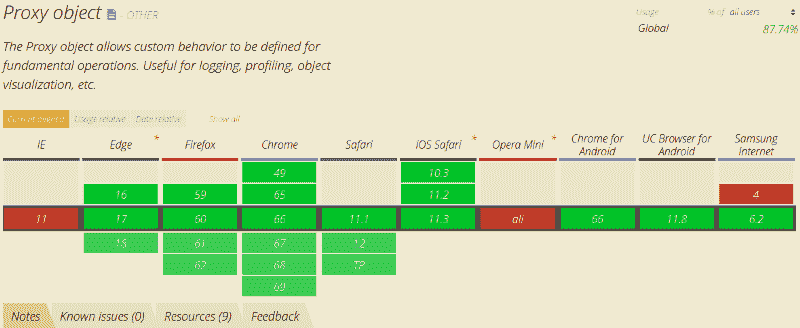 Proxy object - OTHER
Usage % of all users
Global 87.74%
The Proxy object allows custom behavior to be defined for
fundamental operations. Useful for logging, profiling, object
visualization, etc.
Current aligned Usage relative Date relative Show all
IE Edge * Firefox Chrome Safari iOS Safari * Opera Mini * Chrome for Android UC Browser for Android Samsung Internet
49 10.3
16 59 65 11.2 4
11 17 60 66 11.1 11.3 all 66 11.8 6.2
18 61 67 12
62 68 TP
69
Notes Known issues (0) Resources (9) Feedback